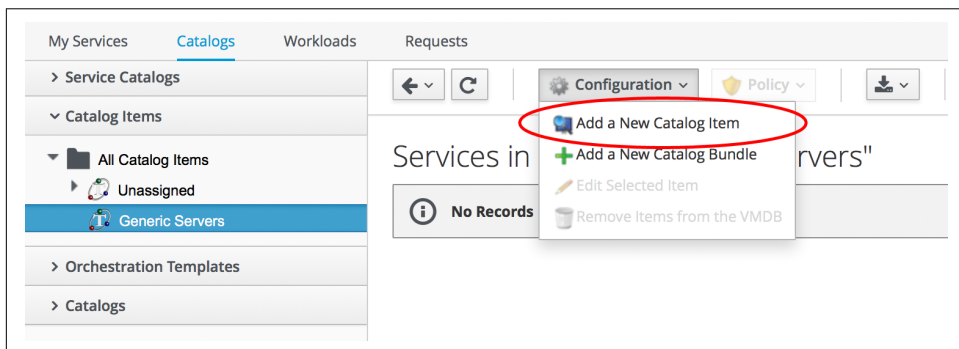 My Services Catalogs Workloads Requests
Service Catalogs
Configuration Policy
Catalog Items
Add a New Catalog Item
All Catalog Items
Services in rvers"
Add a New Catalog Bundle
Unassigned
Edit Selected Item
Generic Servers
No Records
Remove Items from the VMDB
Orchestration Templates
Catalogs